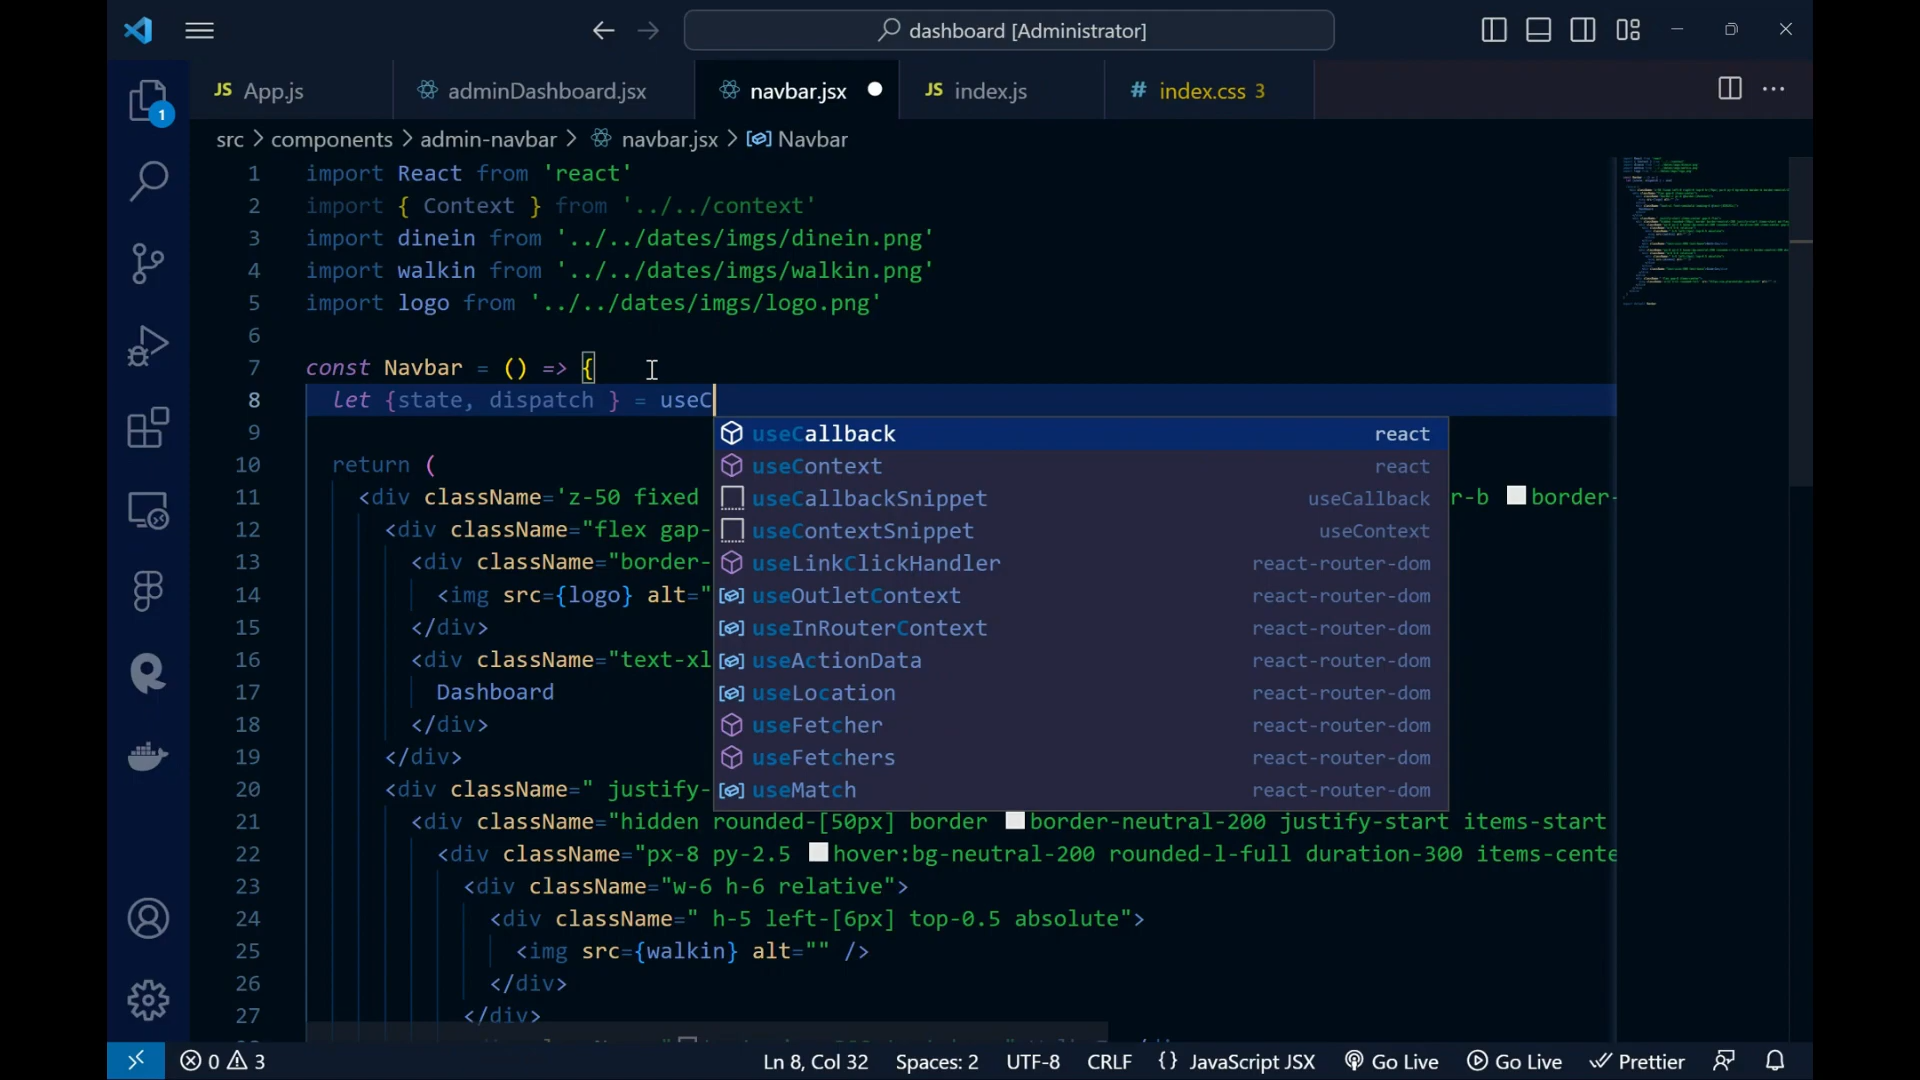 dashboard [Administrator]
JS App.js
adminDashboard.jsx
navbar.jsx
JS index.js
# index.css 3
1
src > components > admin-navbar > navbar.jsx > Navbar
1 import React from 'react'
2 import { Context } from '../../context'
3 import dinein from '../../dates/imgs/dinein.png'
4 import walkin from '../../dates/imgs/walkin.png'
5 import logo from '../../dates/imgs/logo.png'
6
7 const Navbar = () => {
8 let {state, dispatch } = useC
9
useCallback react
10 return (
useContext react
11 <div className='z-50 fixed r-b border-
useCallbackSnippet useCallback
12 <div className="flex gap-
useContextSnippet useContext
13 <div className="border-
useLinkClickHandler react-router-dom
14 <img src={logo} alt="
useOutletContext react-router-dom
15 </div>
useInRouterContext react-router-dom
16 <div className="text-xl
useActionData react-router-dom
17 Dashboard
useLocation react-router-dom
18 </div>
useFetcher react-router-dom
19 </div>
useFetchers react-router-dom
20 <div className=" justify-
useMatch react-router-dom
21 <div className="hidden rounded-[50px] border border-neutral-200 justify-start items-start
22 <div className="px-8 py-2.5 hover:bg-neutral-200 rounded-l-full duration-300 items-cente
23 <div className="w-6 h-6 relative">
24 <div className=" h-5 left-[6px] top-0.5 absolute">
25 <img src={walkin} alt="" />
26 </div>
27 </div>
0 3 Ln 8, Col 32 Spaces: 2 UTF-8 CRLF {} JavaScript JSX Go Live Go Live Prettier